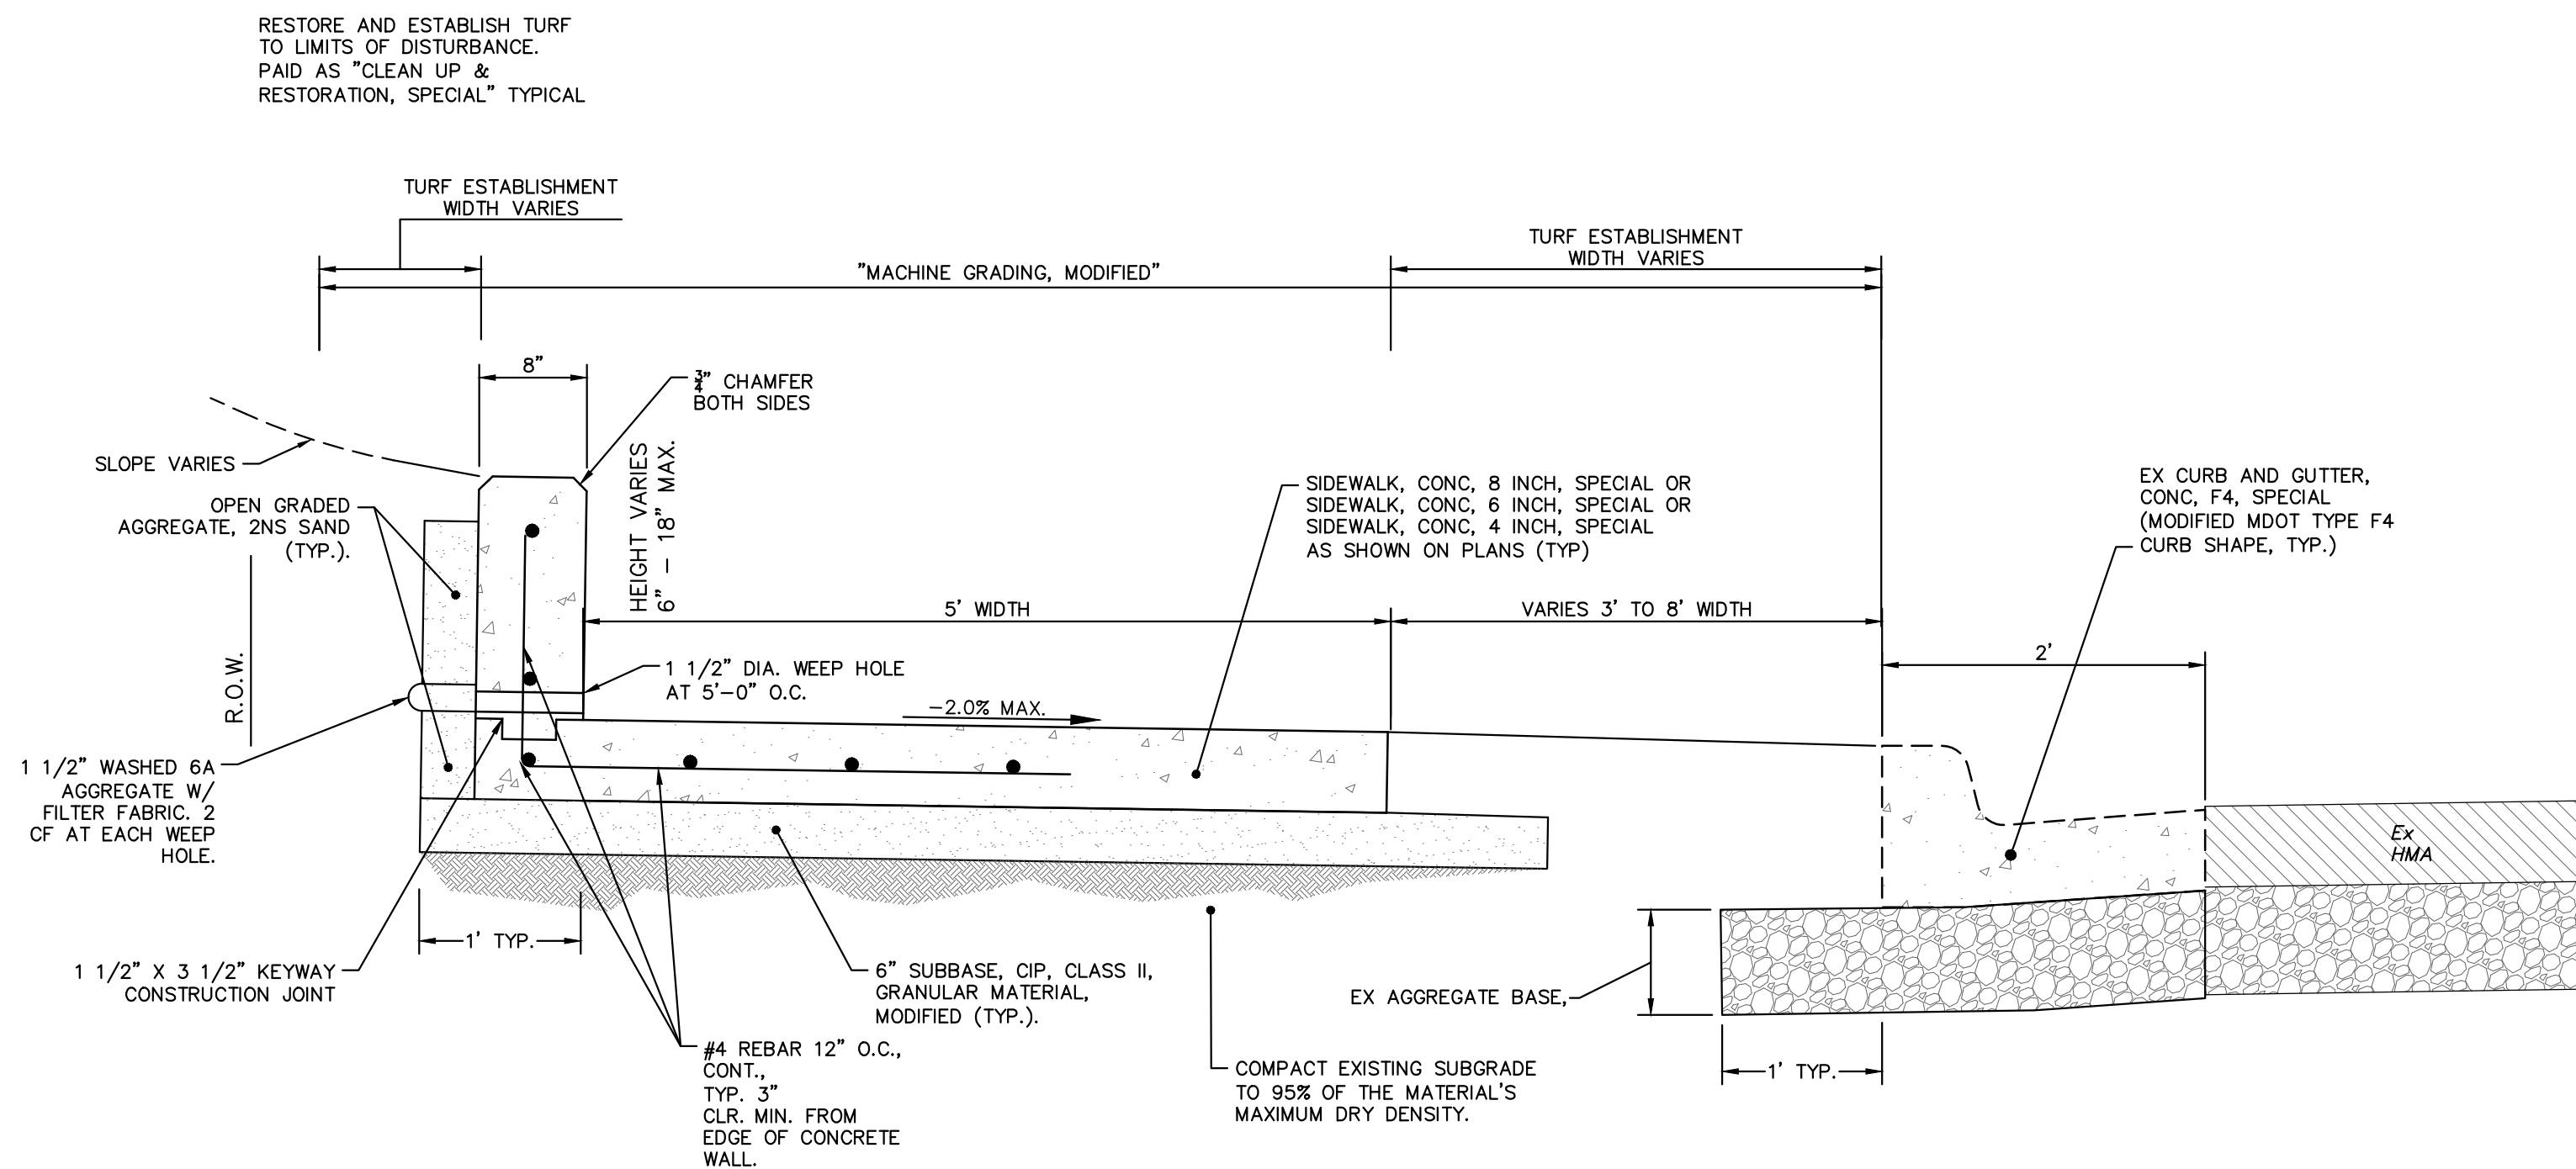 RESTORE AND ESTABLISH TURF
TO LIMITS OF DISTURBANCE.
PAID AS "CLEAN UP &
RESTORATION, SPECIAL" TYPICAL
TURF ESTABLISHMENT
WIDTH VARIES
"MACHINE GRADING, MODIFIED"
TURF ESTABLISHMENT
WIDTH VARIES
8"
3/4" CHAMFER
BOTH SIDES
SLOPE VARIES
OPEN GRADED
AGGREGATE, 2NS SAND
(TYP.).
HEIGHT VARIES
6" - 18" MAX.
SIDEWALK, CONC, 8 INCH, SPECIAL OR
SIDEWALK, CONC, 6 INCH, SPECIAL OR
SIDEWALK, CONC, 4 INCH, SPECIAL
AS SHOWN ON PLANS (TYP)
EX CURB AND GUTTER,
CONC, F4, SPECIAL
(MODIFIED MDOT TYPE F4
CURB SHAPE, TYP.)
5' WIDTH
VARIES 3' TO 8' WIDTH
2'
R.O.W.
1 1/2" DIA. WEEP HOLE
AT 5'-0" O.C.
-2.0% MAX.
1 1/2" WASHED 6A
AGGREGATE W/
FILTER FABRIC. 2
CF AT EACH WEEP
HOLE.
Ex
HMA
1' TYP.
1 1/2" X 3 1/2" KEYWAY
CONSTRUCTION JOINT
6" SUBBASE, CIP, CLASS II,
GRANULAR MATERIAL,
MODIFIED (TYP.).
EX AGGREGATE BASE,
#4 REBAR 12" O.C.,
CONT.,
TYP. 3"
CLR. MIN. FROM
EDGE OF CONCRETE
WALL.
COMPACT EXISTING SUBGRADE
TO 95% OF THE MATERIAL'S
MAXIMUM DRY DENSITY.
1' TYP.